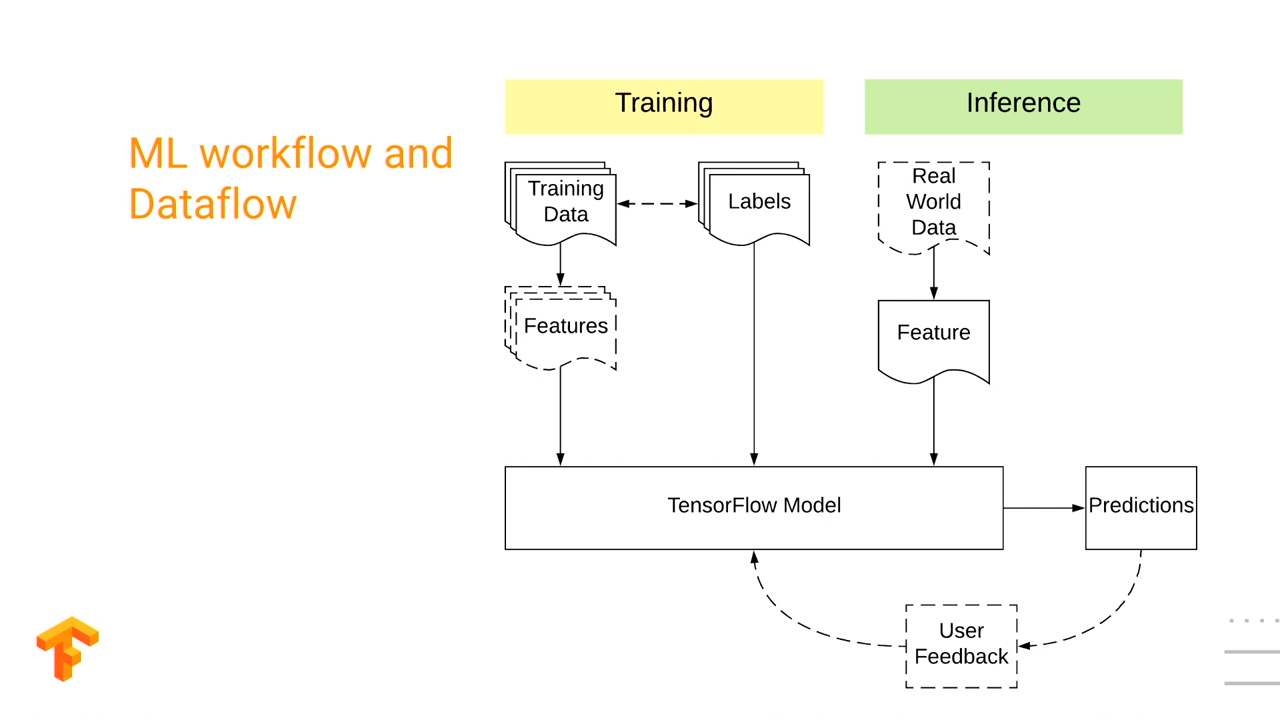 ML workflow and
Dataflow
Training
Inference
Training
Data
Labels
Real
World
Data
Features
Feature
TensorFlow Model
Predictions
User
Feedback